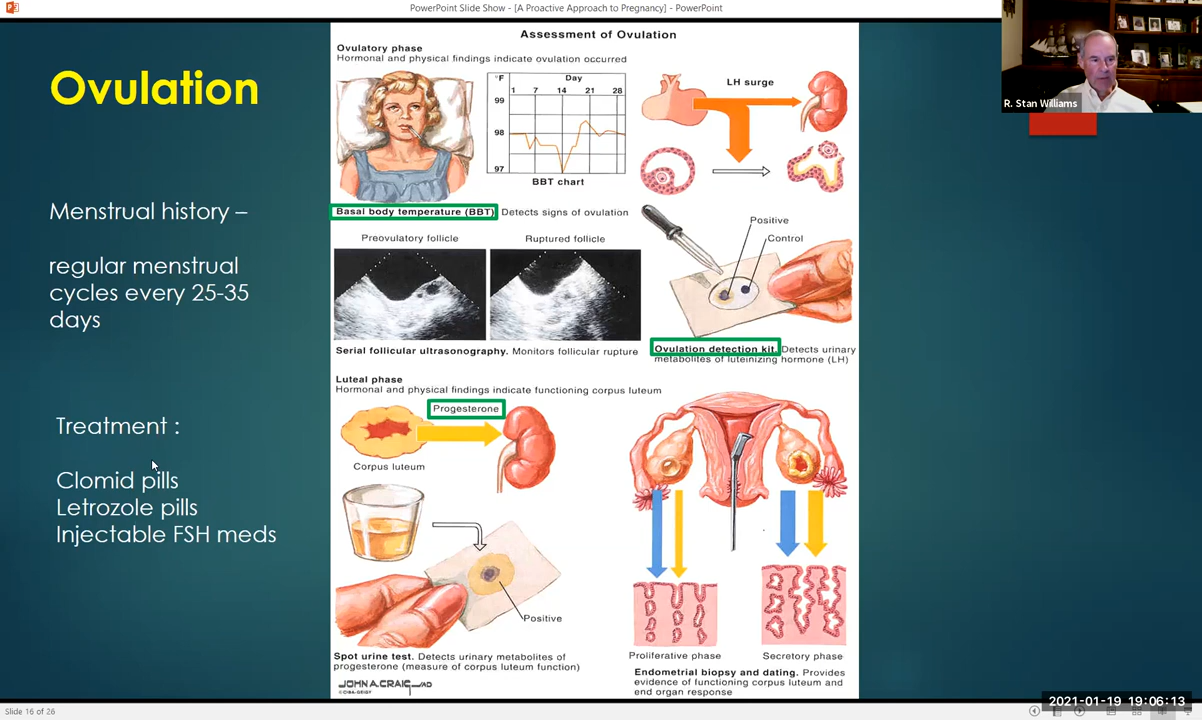 PowerPoint Slide Show - [A Proactive Approach to Pregnancy] - PowerPoint
R. Stan Williams
Ovulation
Menstrual history –
regular menstrual
cycles every 25-35
days
Treatment :
Clomid pills
Letrozole pills
Injectable FSH meds
Assessment of Ovulation
Ovulatory phase
Hormonal and physical findings indicate ovulation occurred
°F
Day
1 7 14 21 28
99
98
97
BBT chart
LH surge
Basal body temperature (BBT) Detects signs of ovulation
Positive
Control
Preovulatory follicle
Ruptured follicle
Serial follicular ultrasonography. Monitors follicular rupture
Ovulation detection kit. Detects urinary
metabolites of luteinizing hormone (LH)
Luteal phase
Hormonal and physical findings indicate functioning corpus luteum
Progesterone
Corpus luteum
Positive
Spot urine test. Detects urinary metabolites of
progesterone (measure of corpus luteum function)
Proliferative phase
Secretory phase
Endometrial biopsy and dating. Provides
evidence of functioning corpus luteum and
end organ response
JOHN A. CRAIG AD
©CIBA-GEIGY
Slide 16 of 26
2021-01-19 19:06:13